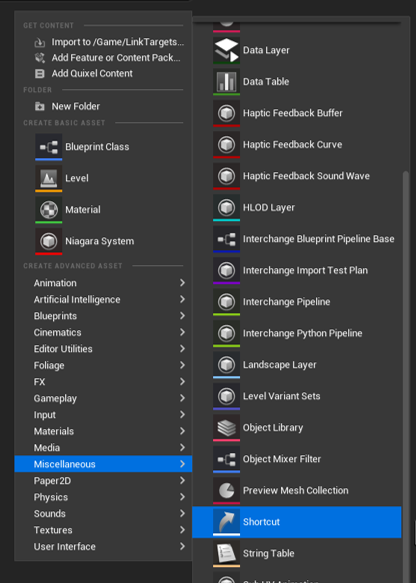 GET CONTENT
Import to /Game/LinkTargets...
Add Feature or Content Pack...
Add Quixel Content
FOLDER
New Folder
CREATE BASIC ASSET
Blueprint Class
Level
Material
Niagara System
CREATE ADVANCED ASSET
Animation
Artificial Intelligence
Blueprints
Cinematics
Editor Utilities
Foliage
FX
Gameplay
Input
Materials
Media
Miscellaneous
Paper2D
Physics
Sounds
Textures
User Interface
Data Layer
Data Table
Haptic Feedback Buffer
Haptic Feedback Curve
Haptic Feedback Sound Wave
HLOD Layer
Interchange Blueprint Pipeline Base
Interchange Import Test Plan
Interchange Pipeline
Interchange Python Pipeline
Landscape Layer
Level Variant Sets
Object Library
Object Mixer Filter
Preview Mesh Collection
Shortcut
String Table